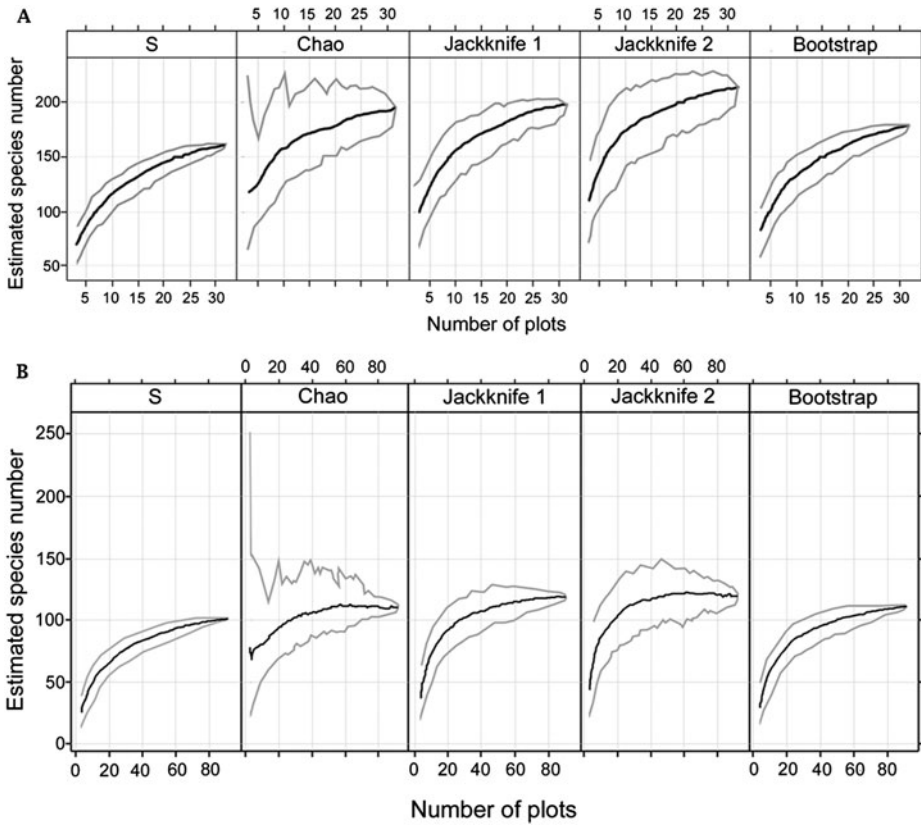 A
5 10 15 20 25 30
5 10 15 20 25 30
S
Chao
Jackknife 1
Jackknife 2
Bootstrap
Estimated species number
200
150
100
50
5 10 15 20 25 30
5 10 15 20 25 30
5 10 15 20 25 30
Number of plots
B
0 20 40 60 80
0 20 40 60 80
S
Chao
Jackknife 1
Jackknife 2
Bootstrap
Estimated species number
250
200
150
100
50
0
0 20 40 60 80
0 20 40 60 80
0 20 40 60 80
Number of plots